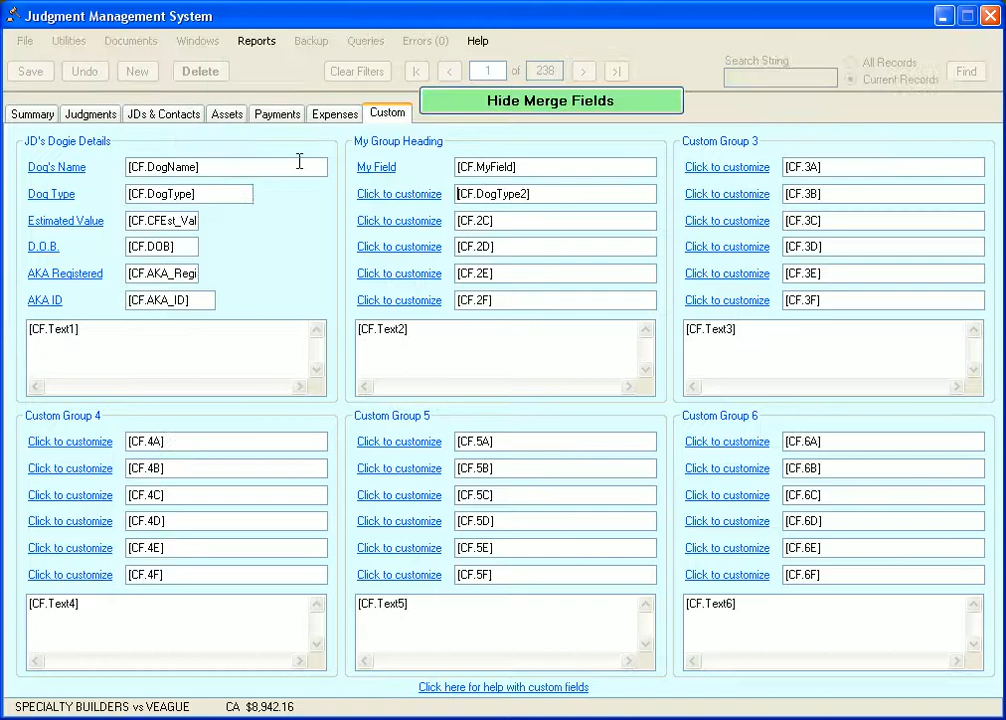 Judgment Management System
File Utilities Documents Windows Reports Backup Queries Errors (0) Help
Save Undo New Delete Clear Filters |< < 1 of 238 > >| Search String All Records Current Records Find
Hide Merge Fields
Summary Judgments JDs & Contacts Assets Payments Expenses Custom
JD's Dogie Details
Dog's Name [CF.DogName]
Dog Type [CF.DogType]
Estimated Value [CF.CFEst_Val
D.O.B. [CF.DOB]
AKA Registered [CF.AKA_Regi
AKA ID [CF.AKA_ID]
[CF.Text1]
My Group Heading
My Field [CF.MyField]
Click to customize [CF.DogType2]
Click to customize [CF.2C]
Click to customize [CF.2D]
Click to customize [CF.2E]
Click to customize [CF.2F]
[CF.Text2]
Custom Group 3
Click to customize [CF.3A]
Click to customize [CF.3B]
Click to customize [CF.3C]
Click to customize [CF.3D]
Click to customize [CF.3E]
Click to customize [CF.3F]
[CF.Text3]
Custom Group 4
Click to customize [CF.4A]
Click to customize [CF.4B]
Click to customize [CF.4C]
Click to customize [CF.4D]
Click to customize [CF.4E]
Click to customize [CF.4F]
[CF.Text4]
Custom Group 5
Click to customize [CF.5A]
Click to customize [CF.5B]
Click to customize [CF.5C]
Click to customize [CF.5D]
Click to customize [CF.5E]
Click to customize [CF.5F]
[CF.Text5]
Custom Group 6
Click to customize [CF.6A]
Click to customize [CF.6B]
Click to customize [CF.6C]
Click to customize [CF.6D]
Click to customize [CF.6E]
Click to customize [CF.6F]
[CF.Text6]
Click here for help with custom fields
SPECIALTY BUILDERS vs VEAGUE CA $8,942.16